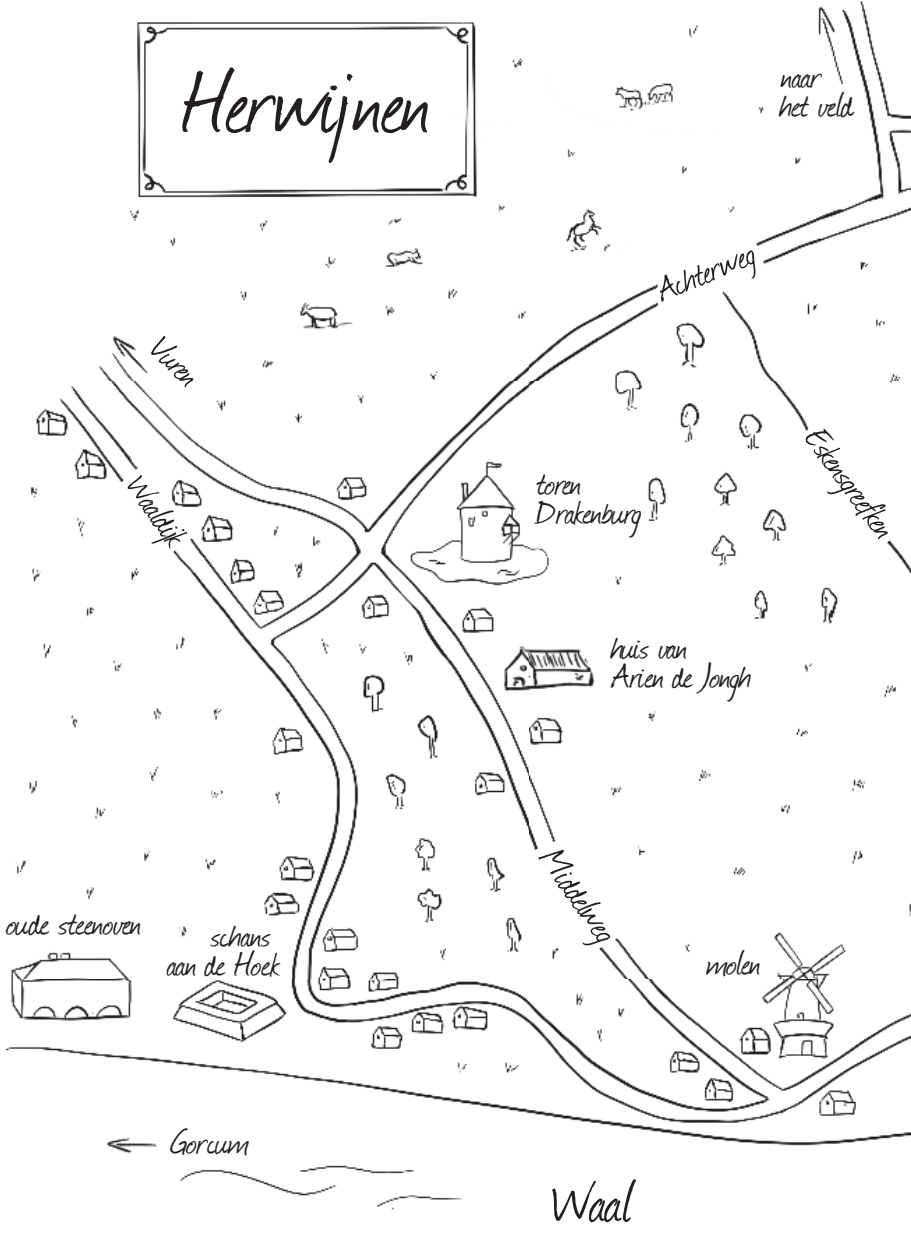 Herwijnen
naar
het veld
Achterweg
Vuren
Eskensgreefken
toren
Drakenburg
Waaldijk
huis van
Arien de Jongh
Middelweg
oude steenoven
schans
aan de Hoek
molen
Gorcum
Waal